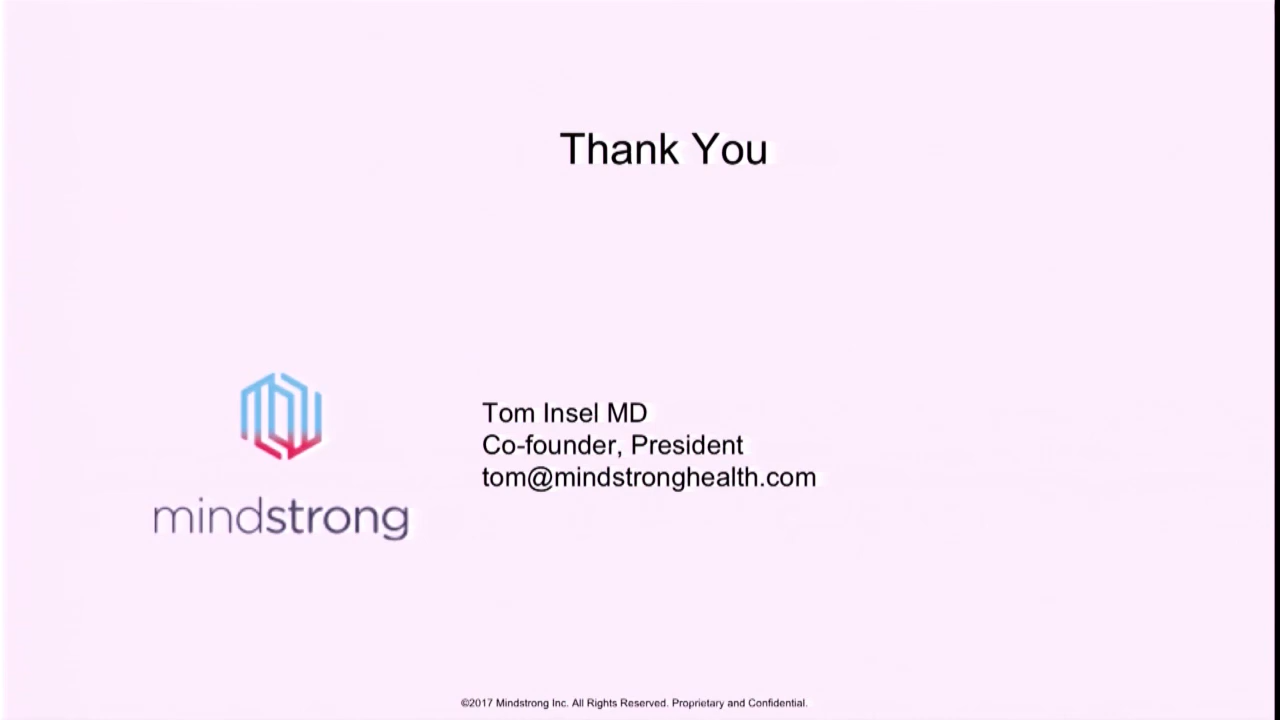 Thank You
Tom Insel MD
Co-founder, President
tom@mindstronghealth.com
mindstrong
©2017 Mindstrong Inc. All Rights Reserved. Proprietary and Confidential.